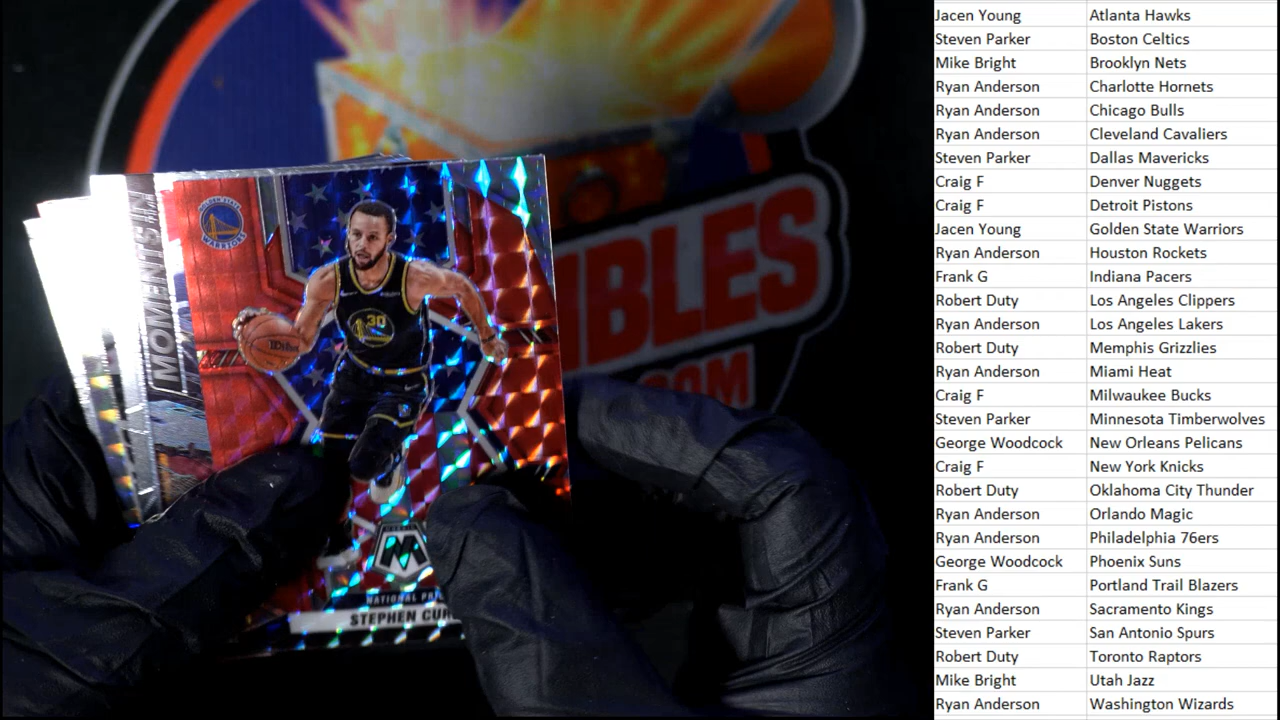 Jacen Young Atlanta Hawks
Steven Parker Boston Celtics
Mike Bright Brooklyn Nets
Ryan Anderson Charlotte Hornets
Ryan Anderson Chicago Bulls
Ryan Anderson Cleveland Cavaliers
Steven Parker Dallas Mavericks
Craig F Denver Nuggets
Craig F Detroit Pistons
Jacen Young Golden State Warriors
Ryan Anderson Houston Rockets
Frank G Indiana Pacers
Robert Duty Los Angeles Clippers
Ryan Anderson Los Angeles Lakers
Robert Duty Memphis Grizzlies
Ryan Anderson Miami Heat
Craig F Milwaukee Bucks
Steven Parker Minnesota Timberwolves
George Woodcock New Orleans Pelicans
Craig F New York Knicks
Robert Duty Oklahoma City Thunder
Ryan Anderson Orlando Magic
Ryan Anderson Philadelphia 76ers
George Woodcock Phoenix Suns
Frank G Portland Trail Blazers
Ryan Anderson Sacramento Kings
Steven Parker San Antonio Spurs
Robert Duty Toronto Raptors
Mike Bright Utah Jazz
Ryan Anderson Washington Wizards
IBLES
.COM
WARRIORS
30
Wilson
NATIONAL PR
STEPHEN CUR